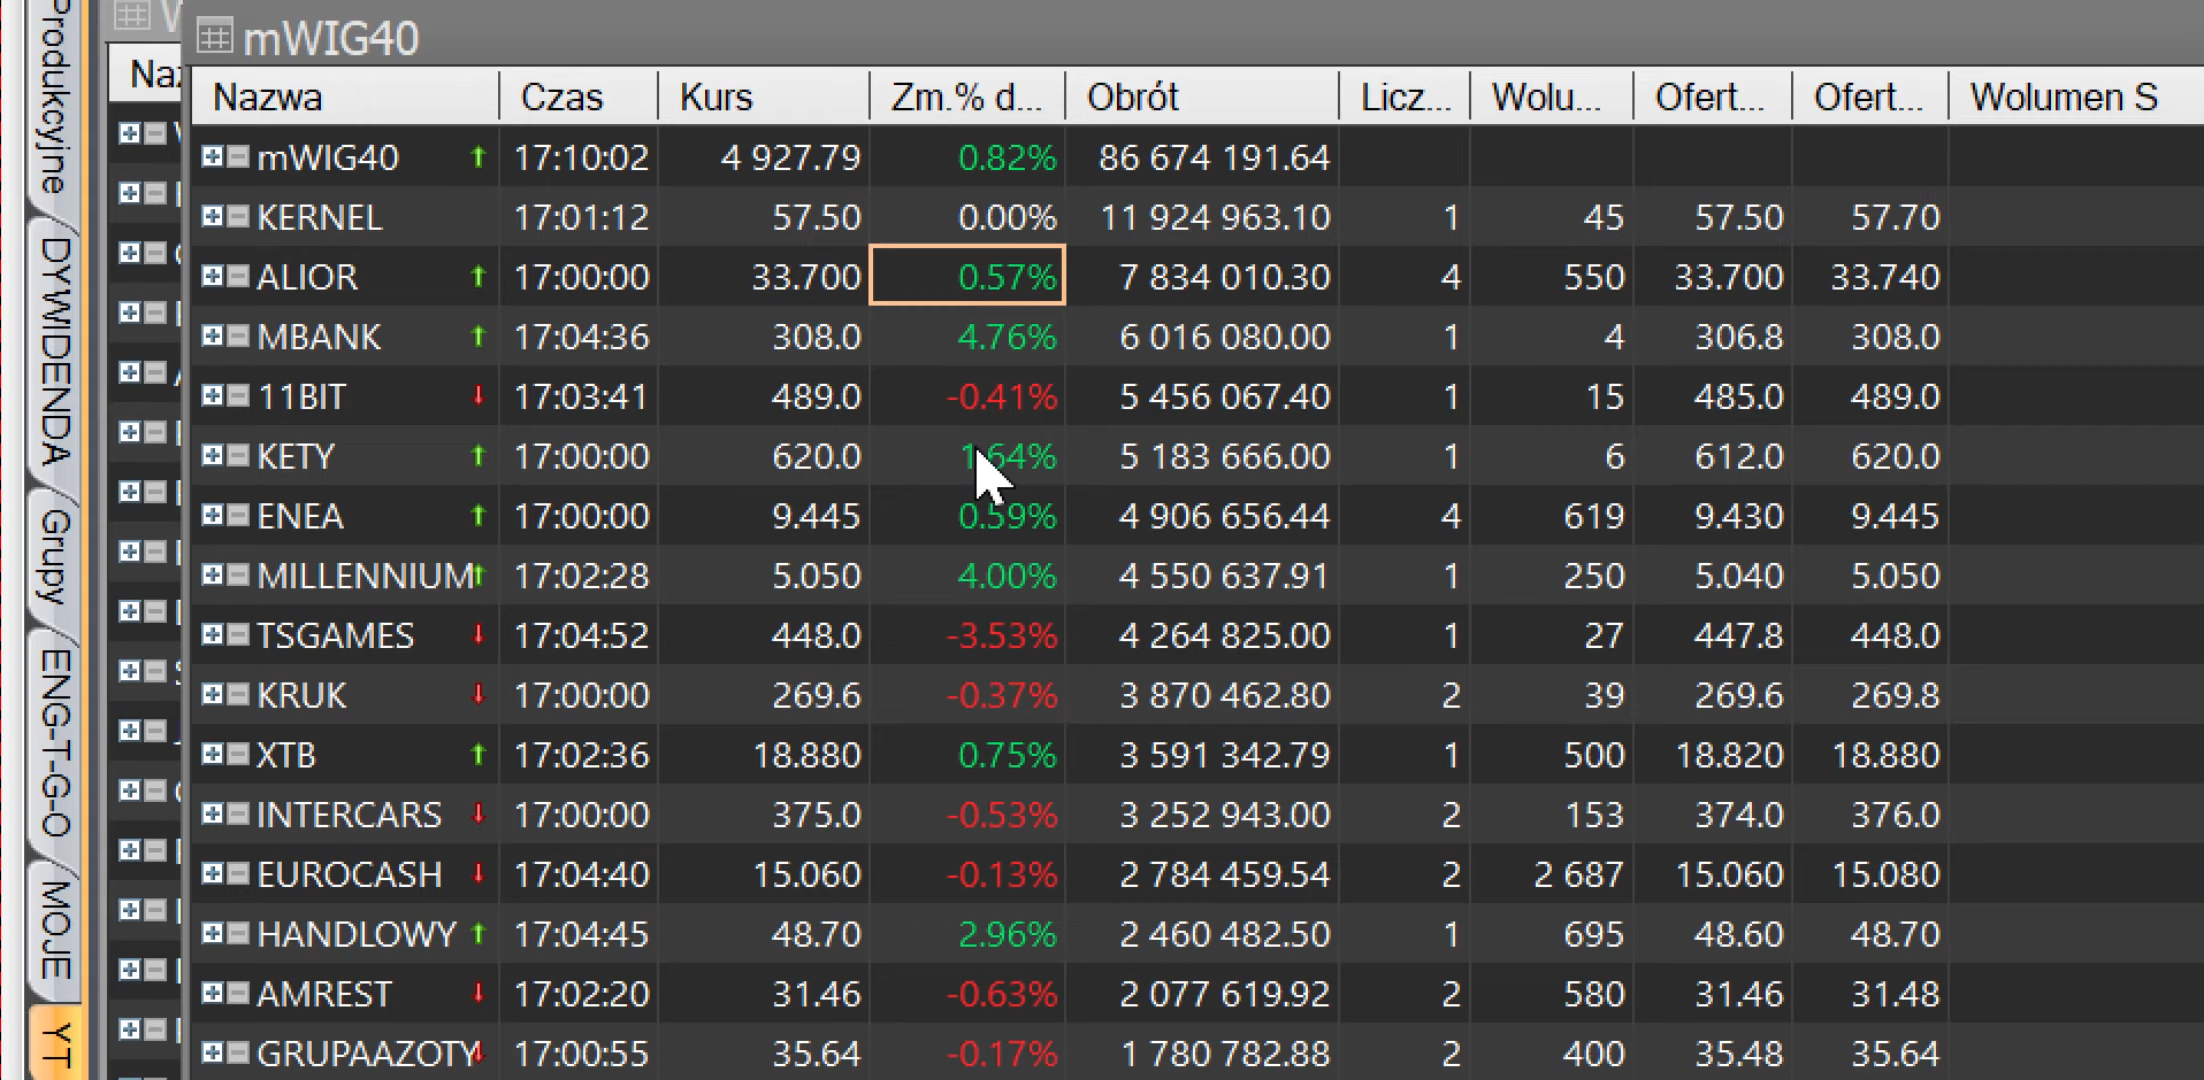 mWIG40
Nazwa Czas Kurs Zm.% d... Obrót Licz... Wolu... Ofert... Ofert... Wolumen S
mWIG40 17:10:02 4 927.79 0.82% 86 674 191.64
KERNEL 17:01:12 57.50 0.00% 11 924 963.10 1 45 57.50 57.70
ALIOR 17:00:00 33.700 0.57% 7 834 010.30 4 550 33.700 33.740
MBANK 17:04:36 308.0 4.76% 6 016 080.00 1 4 306.8 308.0
11BIT 17:03:41 489.0 -0.41% 5 456 067.40 1 15 485.0 489.0
KETY 17:00:00 620.0 1.64% 5 183 666.00 1 6 612.0 620.0
ENEA 17:00:00 9.445 0.59% 4 906 656.44 4 619 9.430 9.445
MILLENNIUM 17:02:28 5.050 4.00% 4 550 637.91 1 250 5.040 5.050
TSGAMES 17:04:52 448.0 -3.53% 4 264 825.00 1 27 447.8 448.0
KRUK 17:00:00 269.6 -0.37% 3 870 462.80 2 39 269.6 269.8
XTB 17:02:36 18.880 0.75% 3 591 342.79 1 500 18.820 18.880
INTERCARS 17:00:00 375.0 -0.53% 3 252 943.00 2 153 374.0 376.0
EUROCASH 17:04:40 15.060 -0.13% 2 784 459.54 2 2 687 15.060 15.080
HANDLOWY 17:04:45 48.70 2.96% 2 460 482.50 1 695 48.60 48.70
AMREST 17:02:20 31.46 -0.63% 2 077 619.92 2 580 31.46 31.48
GRUPAAZOTY 17:00:55 35.64 -0.17% 1 780 782.88 2 400 35.48 35.64
Produkcyjne
DYWIDENDA
Grupy
ENG-T-G-O
MOJE
YT